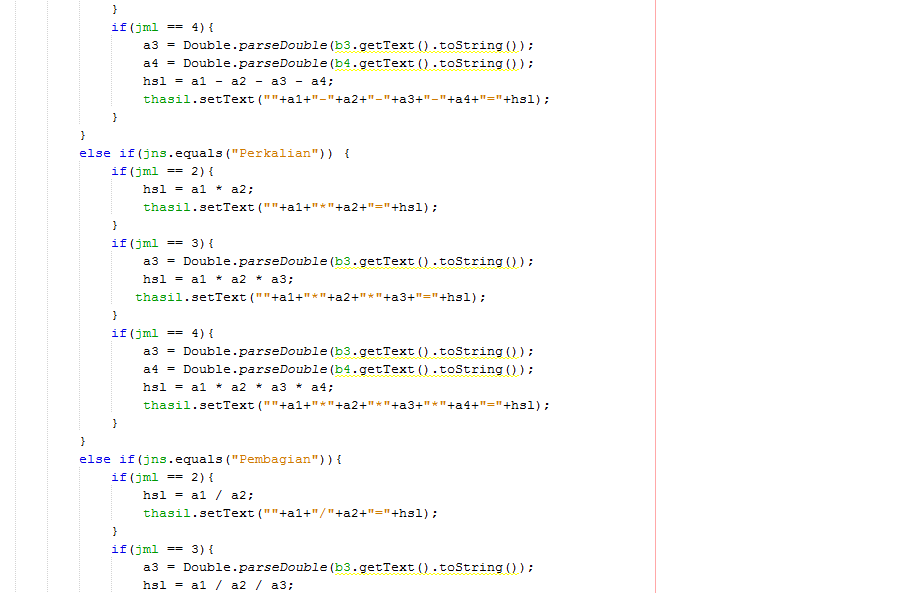 }
if(jml == 4){
a3 = Double.parseDouble(b3.getText().toString());
a4 = Double.parseDouble(b4.getText().toString());
hsl = a1 - a2 - a3 - a4;
thasil.setText(""+a1+"-"+a2+"-"+a3+"-"+a4+"="+hsl);
}
}
else if(jns.equals("Perkalian")) {
if(jml == 2){
hsl = a1 * a2;
thasil.setText(""+a1+"*"+a2+"="+hsl);
}
if(jml == 3){
a3 = Double.parseDouble(b3.getText().toString());
hsl = a1 * a2 * a3;
thasil.setText(""+a1+"*"+a2+"*"+a3+"="+hsl);
}
if(jml == 4){
a3 = Double.parseDouble(b3.getText().toString());
a4 = Double.parseDouble(b4.getText().toString());
hsl = a1 * a2 * a3 * a4;
thasil.setText(""+a1+"*"+a2+"*"+a3+"*"+a4+"="+hsl);
}
}
else if(jns.equals("Pembagian")){
if(jml == 2){
hsl = a1 / a2;
thasil.setText(""+a1+"/"+a2+"="+hsl);
}
if(jml == 3){
a3 = Double.parseDouble(b3.getText().toString());
hsl = a1 / a2 / a3;